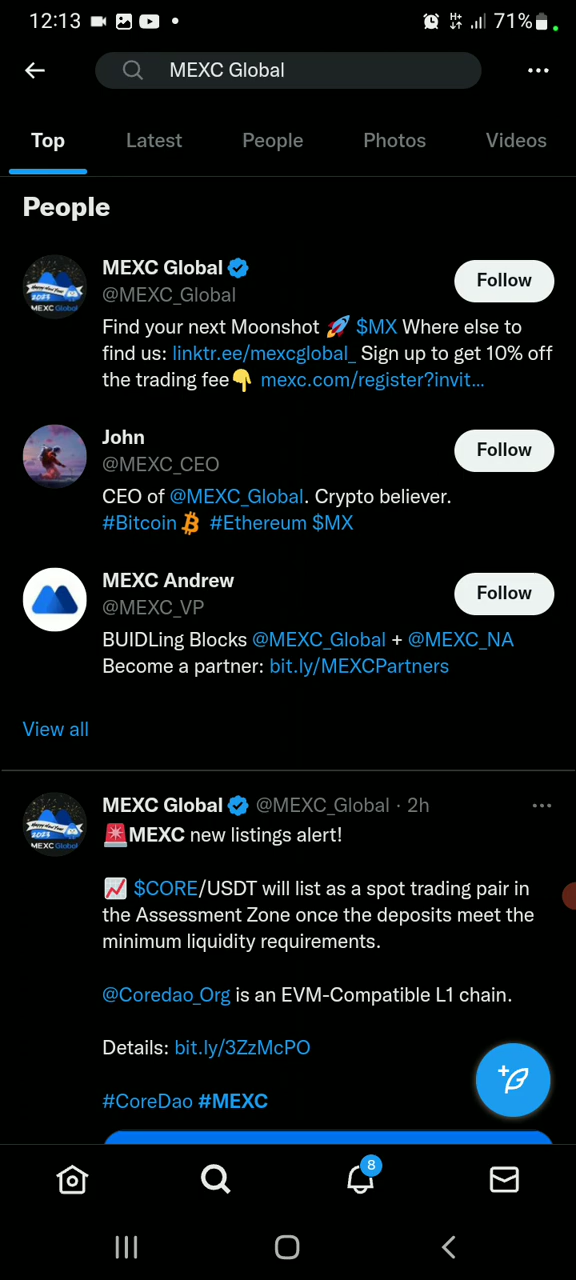 12:13
71%
MEXC Global
Top Latest People Photos Videos
People
MEXC Global
@MEXC_Global
Follow
Find your next Moonshot 🚀 $MX Where else to
find us: linktr.ee/mexcglobal_ Sign up to get 10% off
the trading fee👇 mexc.com/register?invit...
John
@MEXC_CEO
Follow
CEO of @MEXC_Global. Crypto believer.
#Bitcoin #Ethereum $MX
MEXC Andrew
@MEXC_VP
Follow
BUIDLing Blocks @MEXC_Global + @MEXC_NA
Become a partner: bit.ly/MEXCPartners
View all
MEXC Global @MEXC_Global · 2h
🚨MEXC new listings alert!
📈 $CORE/USDT will list as a spot trading pair in
the Assessment Zone once the deposits meet the
minimum liquidity requirements.
@Coredao_Org is an EVM-Compatible L1 chain.
Details: bit.ly/3ZzMcPO
#CoreDao #MEXC
8